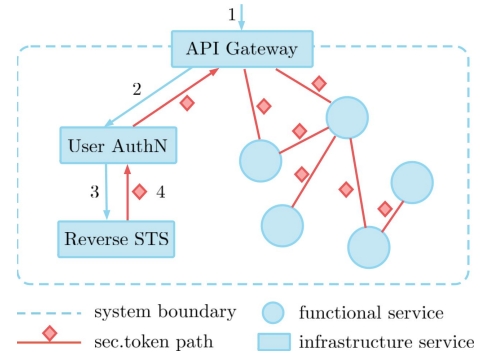 1
API Gateway
2
User AuthN
3
4
Reverse STS
system boundary
functional service
sec.token path
infrastructure service